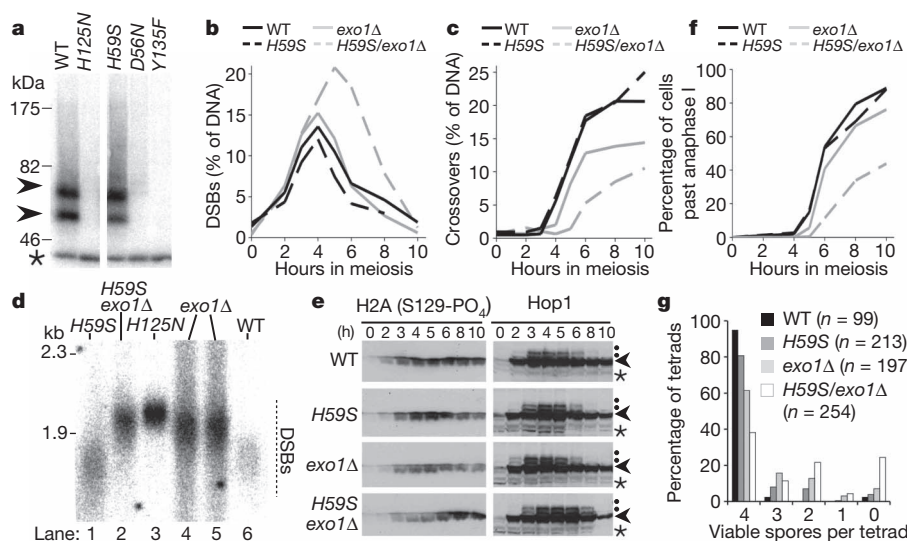 a
WT
H125N
H59S
D56N
Y135F
kDa
175
82
46
*
b
WT
exo1Δ
H59S
H59S/exo1Δ
DSBs (% of DNA)
20
15
10
5
0
0 2 4 6 8 10
Hours in meiosis
c
WT
exo1Δ
H59S
H59S/exo1Δ
Crossovers (% of DNA)
25
20
15
10
5
0
0 2 4 6 8 10
Hours in meiosis
f
WT
exo1Δ
H59S
H59S/exo1Δ
Percentage of cells
past anaphase I
100
80
60
40
20
0
0 2 4 6 8 10
Hours in meiosis
d
H59S
H59S
exo1Δ
H125N
exo1Δ
WT
kb
2.3
1.9
DSBs
Lane: 1 2 3 4 5 6
e
H2A (S129-PO4)
Hop1
(h) 0 2 3 4 5 6 8 10 0 2 3 4 5 6 8 10
WT
*
H59S
*
exo1Δ
*
H59S
exo1Δ
*
g
WT (n = 99)
H59S (n = 213)
exo1Δ (n = 197)
H59S/exo1Δ
(n = 254)
Percentage of tetrads
100
80
60
40
20
0
4 3 2 1 0
Viable spores per tetrad